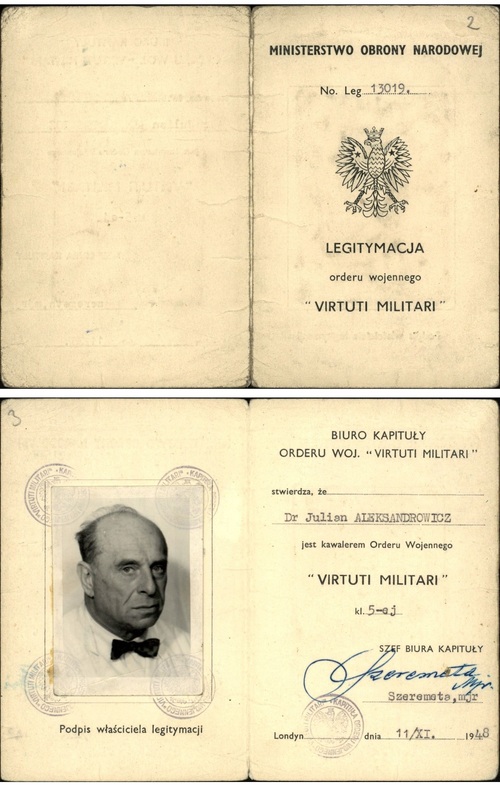 2
MINISTERSTWO OBRONY NARODOWEJ
No. Leg 13019.
LEGITYMACJA
orderu wojennego
"VIRTUTI MILITARI"
3
BIURO KAPITUŁY
ORDERU WOJ. "VIRTUTI MILITARI"
stwierdza, że
Dr Julian ALEKSANDROWICZ
jest kawalerem Orderu Wojennego
"VIRTUTI MILITARI"
kl. 5-ej
SZEF BIURA KAPITUŁY
Szeremeta mjr.
Szeremeta,mjr
Podpis właściciela legitymacji
Londyn dnia 11/XI. 1948